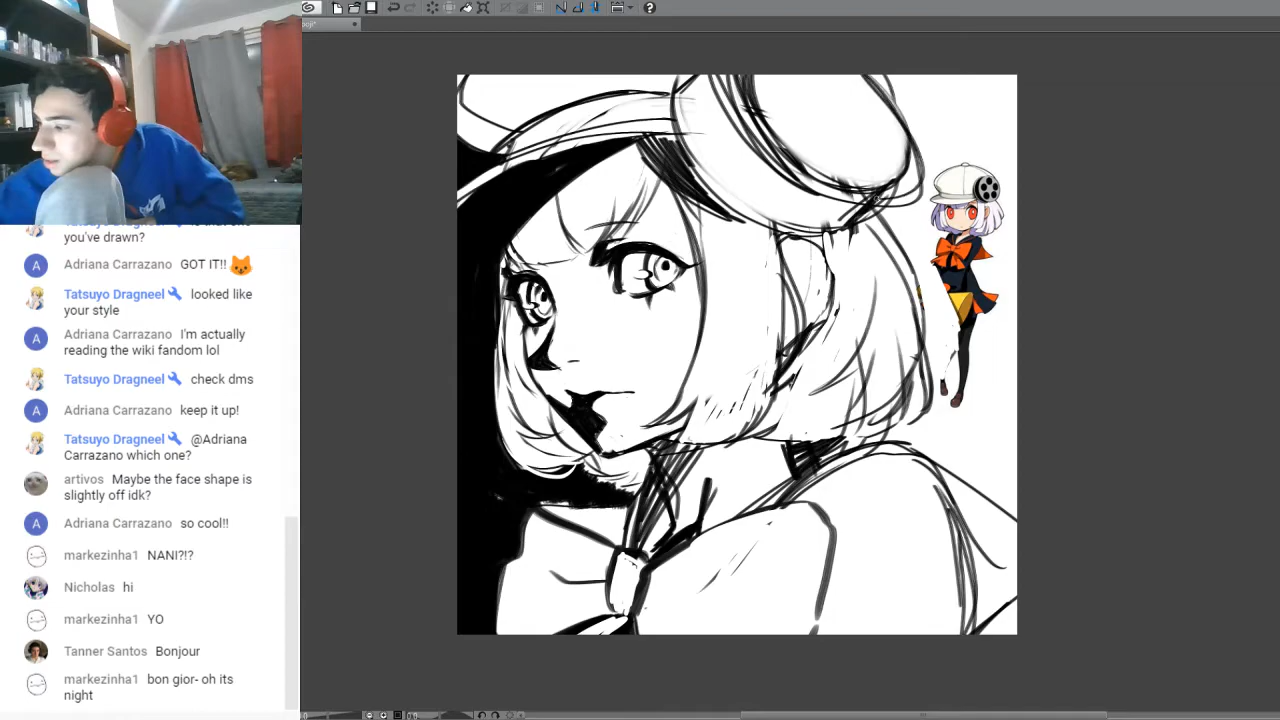 you've drawn?
Adriana Carrazano GOT IT!!
Tatsuyo Dragneel looked like
your style
Adriana Carrazano I'm actually
reading the wiki fandom lol
Tatsuyo Dragneel check dms
Adriana Carrazano keep it up!
Tatsuyo Dragneel @Adriana
Carrazano which one?
artivos Maybe the face shape is
slightly off idk?
Adriana Carrazano so cool!!
markezinha1 NANI?!?
Nicholas hi
markezinha1 YO
Tanner Santos Bonjour
markezinha1 bon gior- oh its
night
A
A
A
A